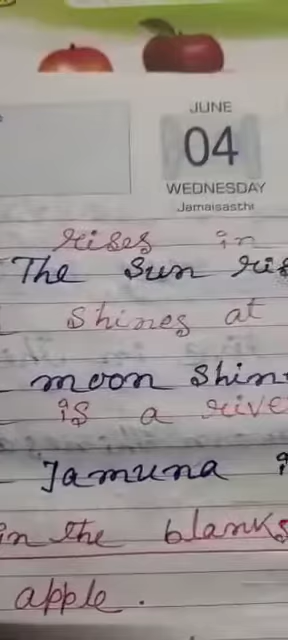 JUNE
04
WEDNESDAY
Jamaisasthi
rises in
The Sun ris
shines at
moon shin
is a rive
Jamuna i
in the blanks
apple.